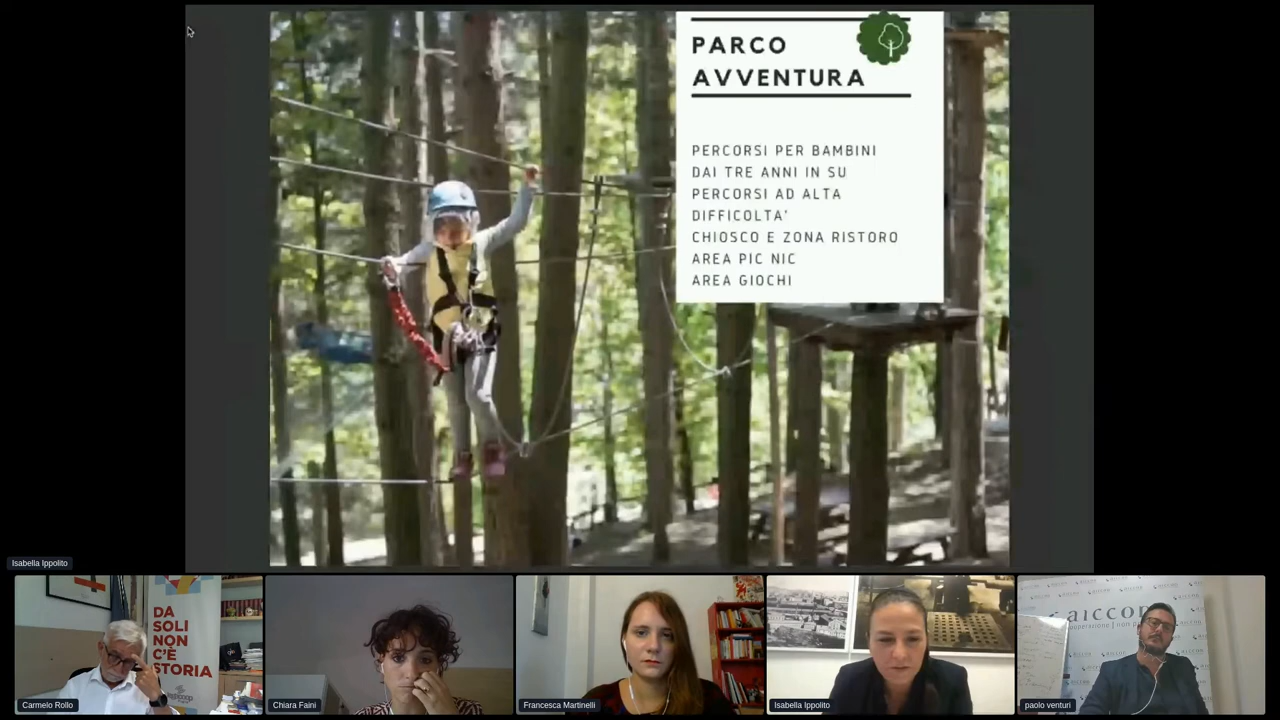 PARCO
AVVENTURA
PERCORSI PER BAMBINI
DAI TRE ANNI IN SU
PERCORSI AD ALTA
DIFFICOLTA'
CHIOSCO E ZONA RISTORO
AREA PIC NIC
AREA GIOCHI
Isabella Ippolito
DA
SOLI
NON
C'È
STORIA
Carmelo Rollo
Chiara Faini
Francesca Martinelli
Isabella Ippolito
aiccon
paolo venturi